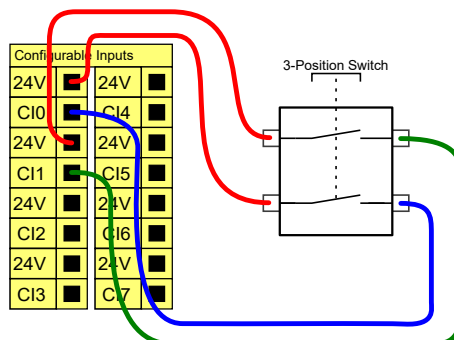 Configurable Inputs
24V 24V
CI0 CI4
24V 24V
CI1 CI5
24V 24V
CI2 CI6
24V 24V
CI3 CI7
3-Position Switch